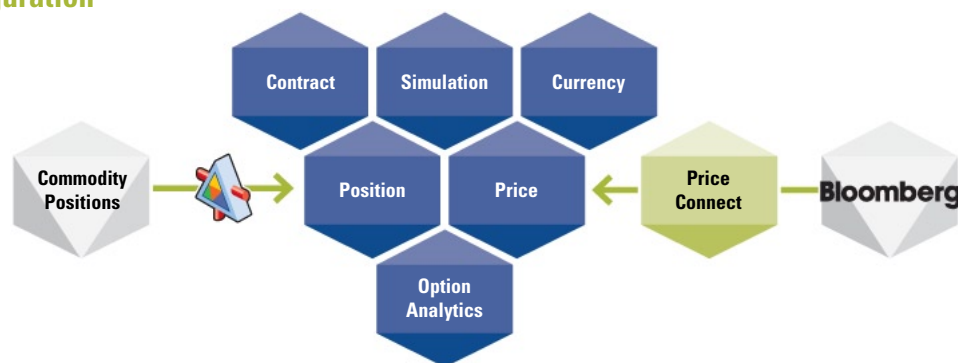 Contract
Simulation
Currency
Commodity
Positions
Position
Price
Price
Connect
Bloomberg
Option
Analytics